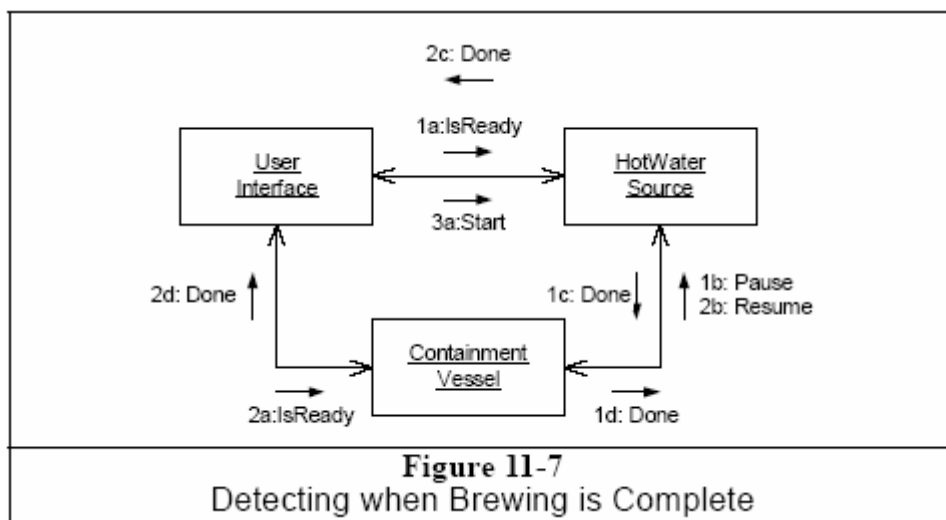 2c: Done
1a:IsReady
User
Interface
HotWater
Source
3a:Start
2d: Done
1c: Done
1b: Pause
2b: Resume
Containment
Vessel
2a:IsReady
1d: Done
Figure 11-7
Detecting when Brewing is Complete